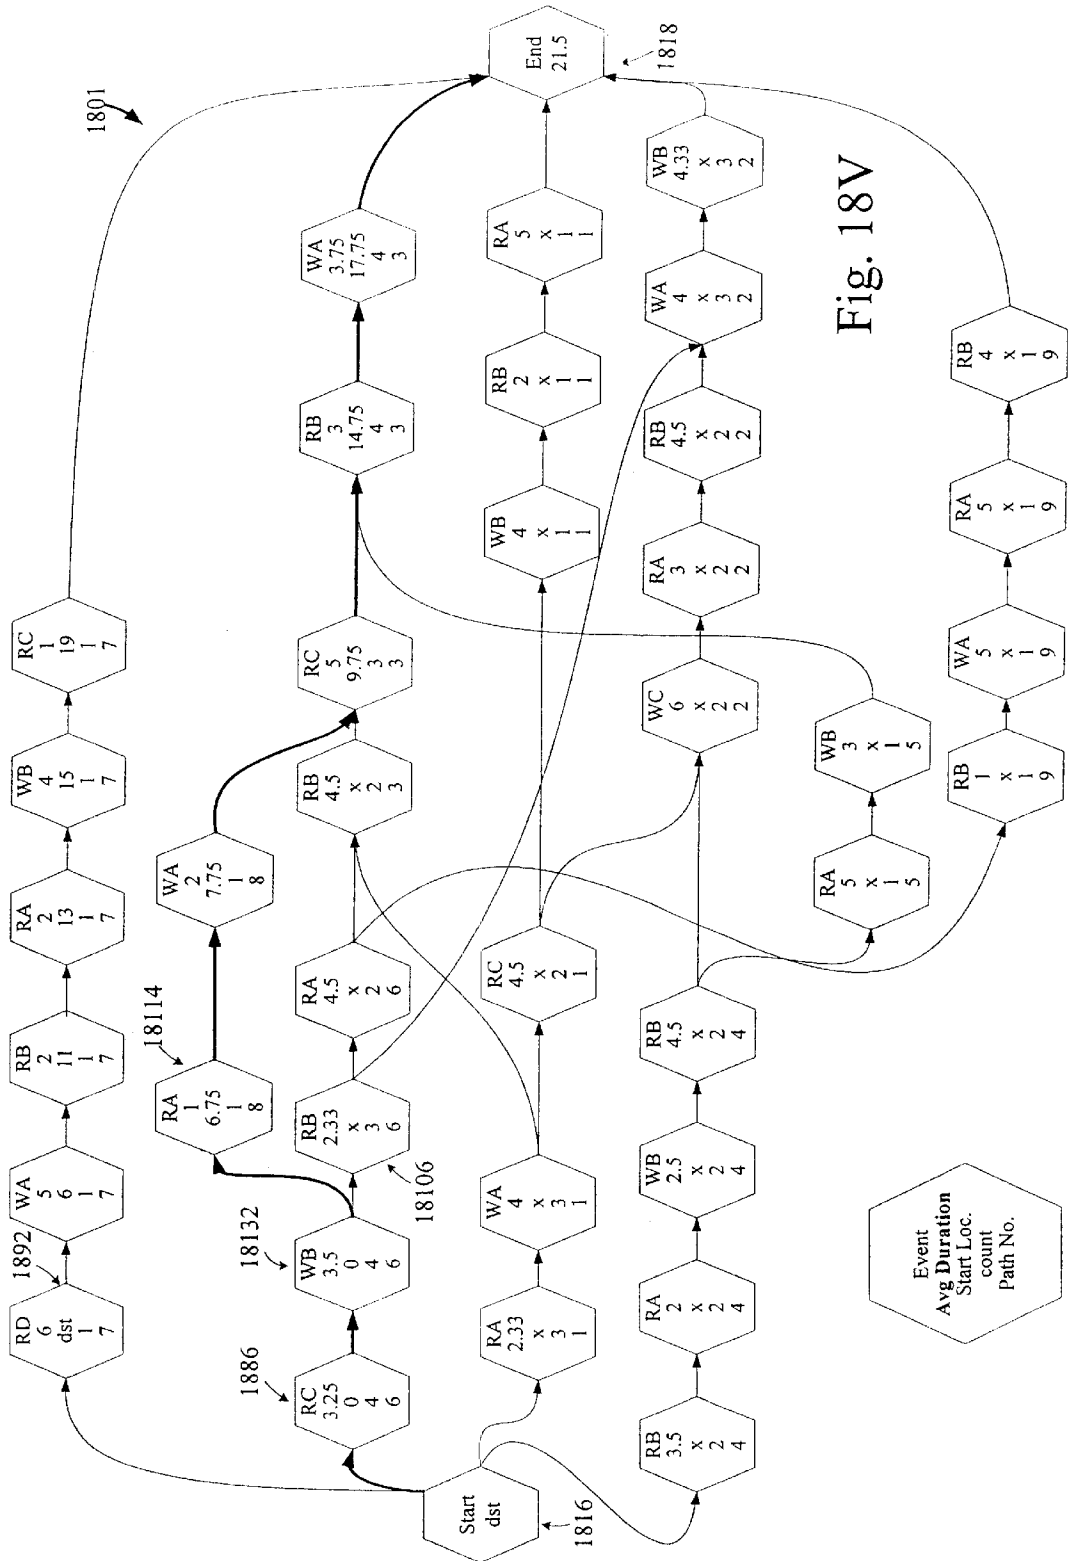 1801
RD
6
dst
1
7
1892
WA
5
6
1
7
RB
2
11
1
7
RA
2
13
1
7
WB
4
15
1
7
RC
1
19
1
7
RA
1
6.75
1
8
18114
WA
2
7.75
1
8
1886
RC
3.25
0
4
6
18132
WB
3.5
0
4
6
RB
2.33
x
3
6
18106
RA
4.5
x
2
6
RB
4.5
x
2
3
RC
5
9.75
3
3
RB
3
14.75
4
3
WA
3.75
17.75
4
3
Start
dst
1816
RA
2.33
x
3
1
WA
4
x
3
1
RC
4.5
x
2
1
WB
4
x
1
1
RB
2
x
1
1
RA
5
x
1
1
End
21.5
1818
RB
3.5
x
2
4
RA
2
x
2
4
WB
2.5
x
2
4
RB
4.5
x
2
4
WC
6
x
2
2
RA
3
x
2
2
RB
4.5
x
2
2
WA
4
x
3
2
WB
4.33
x
3
2
RA
5
x
1
5
WB
3
x
1
5
RB
1
x
1
9
WA
5
x
1
9
RA
5
x
1
9
RB
4
x
1
9
Event
Avg Duration
Start Loc.
count
Path No.
Fig. 18V